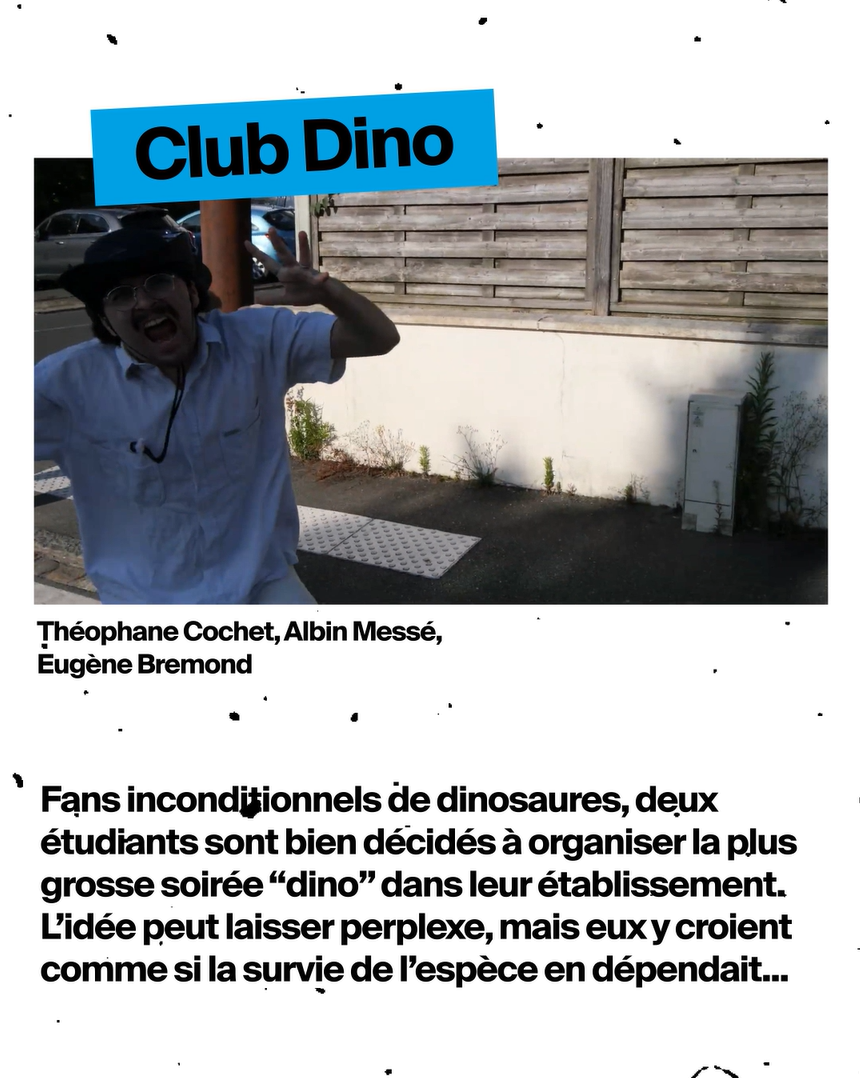 Club Dino
Théophane Cochet, Albin Messé,
Eugène Bremond
Fans inconditionnels de dinosaures, deux
étudiants sont bien décidés à organiser la plus
grosse soirée “dino” dans leur établissement.
L’idée peut laisser perplexe, mais eux y croient
comme si la survie de l’espèce en dépendait...